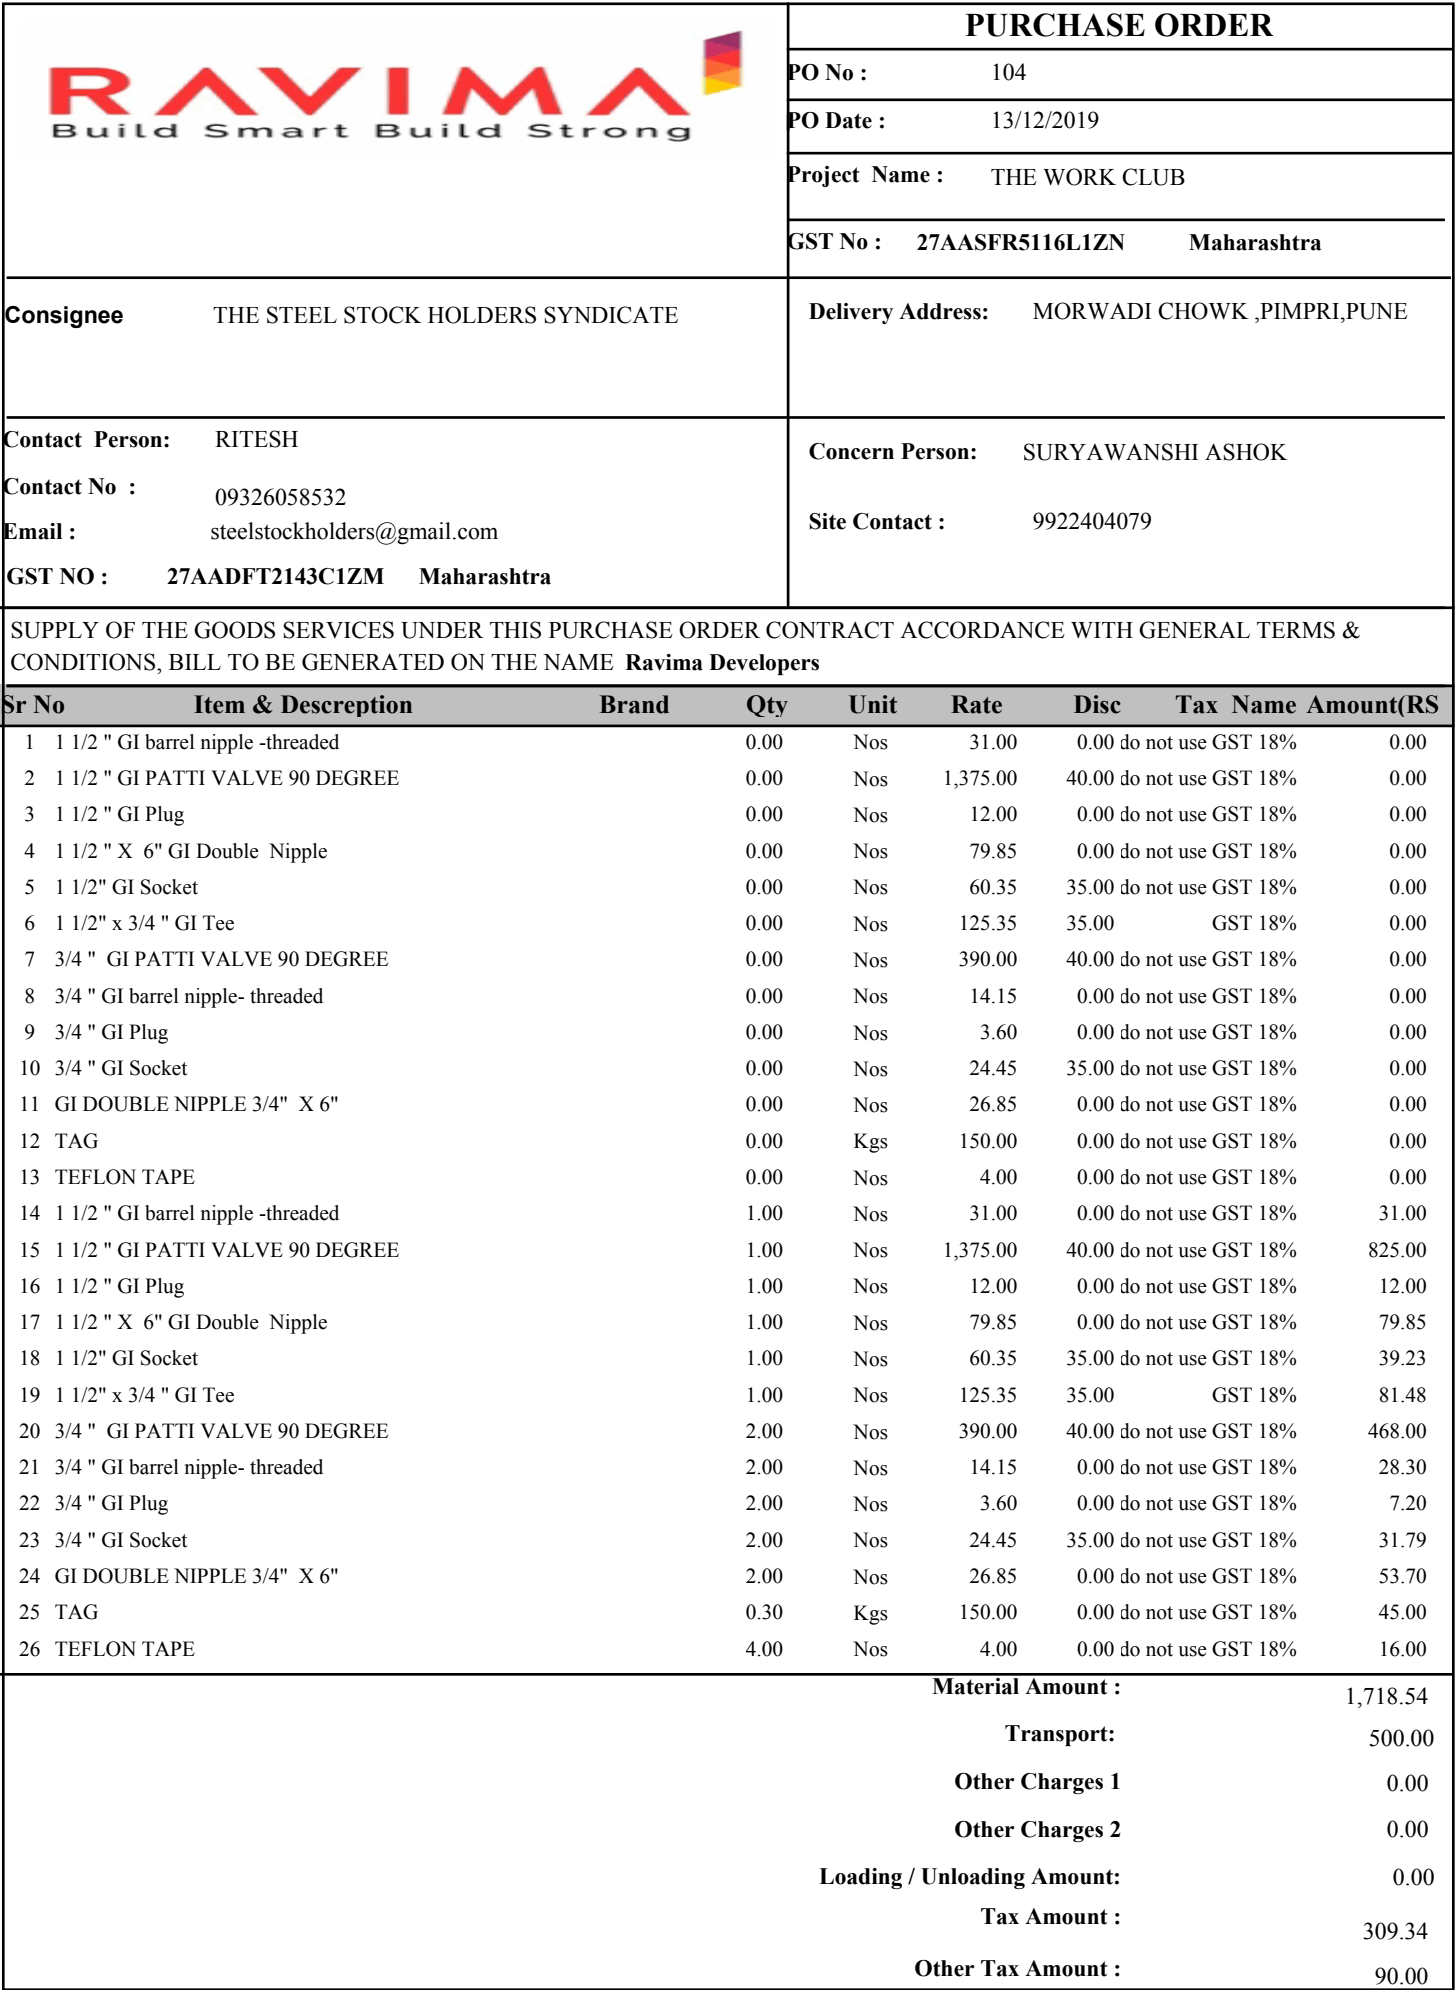 RAVIMA
Build Smart Build Strong
PURCHASE ORDER
PO No : 104
PO Date : 13/12/2019
Project Name : THE WORK CLUB
GST No : 27AASFR5116L1ZN Maharashtra
Consignee THE STEEL STOCK HOLDERS SYNDICATE
Delivery Address: MORWADI CHOWK ,PIMPRI,PUNE
Contact Person: RITESH
Contact No : 09326058532
Email : steelstockholders@gmail.com
GST NO : 27AADFT2143C1ZM Maharashtra
Concern Person: SURYAWANSHI ASHOK
Site Contact : 9922404079
SUPPLY OF THE GOODS SERVICES UNDER THIS PURCHASE ORDER CONTRACT ACCORDANCE WITH GENERAL TERMS &
CONDITIONS, BILL TO BE GENERATED ON THE NAME Ravima Developers
Sr No Item & Descreption Brand Qty Unit Rate Disc Tax Name Amount(RS
1 1 1/2 " GI barrel nipple -threaded 0.00 Nos 31.00 0.00 do not use GST 18% 0.00
2 1 1/2 " GI PATTI VALVE 90 DEGREE 0.00 Nos 1,375.00 40.00 do not use GST 18% 0.00
3 1 1/2 " GI Plug 0.00 Nos 12.00 0.00 do not use GST 18% 0.00
4 1 1/2 " X 6" GI Double Nipple 0.00 Nos 79.85 0.00 do not use GST 18% 0.00
5 1 1/2" GI Socket 0.00 Nos 60.35 35.00 do not use GST 18% 0.00
6 1 1/2" x 3/4 " GI Tee 0.00 Nos 125.35 35.00 GST 18% 0.00
7 3/4 " GI PATTI VALVE 90 DEGREE 0.00 Nos 390.00 40.00 do not use GST 18% 0.00
8 3/4 " GI barrel nipple- threaded 0.00 Nos 14.15 0.00 do not use GST 18% 0.00
9 3/4 " GI Plug 0.00 Nos 3.60 0.00 do not use GST 18% 0.00
10 3/4 " GI Socket 0.00 Nos 24.45 35.00 do not use GST 18% 0.00
11 GI DOUBLE NIPPLE 3/4" X 6" 0.00 Nos 26.85 0.00 do not use GST 18% 0.00
12 TAG 0.00 Kgs 150.00 0.00 do not use GST 18% 0.00
13 TEFLON TAPE 0.00 Nos 4.00 0.00 do not use GST 18% 0.00
14 1 1/2 " GI barrel nipple -threaded 1.00 Nos 31.00 0.00 do not use GST 18% 31.00
15 1 1/2 " GI PATTI VALVE 90 DEGREE 1.00 Nos 1,375.00 40.00 do not use GST 18% 825.00
16 1 1/2 " GI Plug 1.00 Nos 12.00 0.00 do not use GST 18% 12.00
17 1 1/2 " X 6" GI Double Nipple 1.00 Nos 79.85 0.00 do not use GST 18% 79.85
18 1 1/2" GI Socket 1.00 Nos 60.35 35.00 do not use GST 18% 39.23
19 1 1/2" x 3/4 " GI Tee 1.00 Nos 125.35 35.00 GST 18% 81.48
20 3/4 " GI PATTI VALVE 90 DEGREE 2.00 Nos 390.00 40.00 do not use GST 18% 468.00
21 3/4 " GI barrel nipple- threaded 2.00 Nos 14.15 0.00 do not use GST 18% 28.30
22 3/4 " GI Plug 2.00 Nos 3.60 0.00 do not use GST 18% 7.20
23 3/4 " GI Socket 2.00 Nos 24.45 35.00 do not use GST 18% 31.79
24 GI DOUBLE NIPPLE 3/4" X 6" 2.00 Nos 26.85 0.00 do not use GST 18% 53.70
25 TAG 0.30 Kgs 150.00 0.00 do not use GST 18% 45.00
26 TEFLON TAPE 4.00 Nos 4.00 0.00 do not use GST 18% 16.00
Material Amount : 1,718.54
Transport: 500.00
Other Charges 1 0.00
Other Charges 2 0.00
Loading / Unloading Amount: 0.00
Tax Amount : 309.34
Other Tax Amount : 90.00